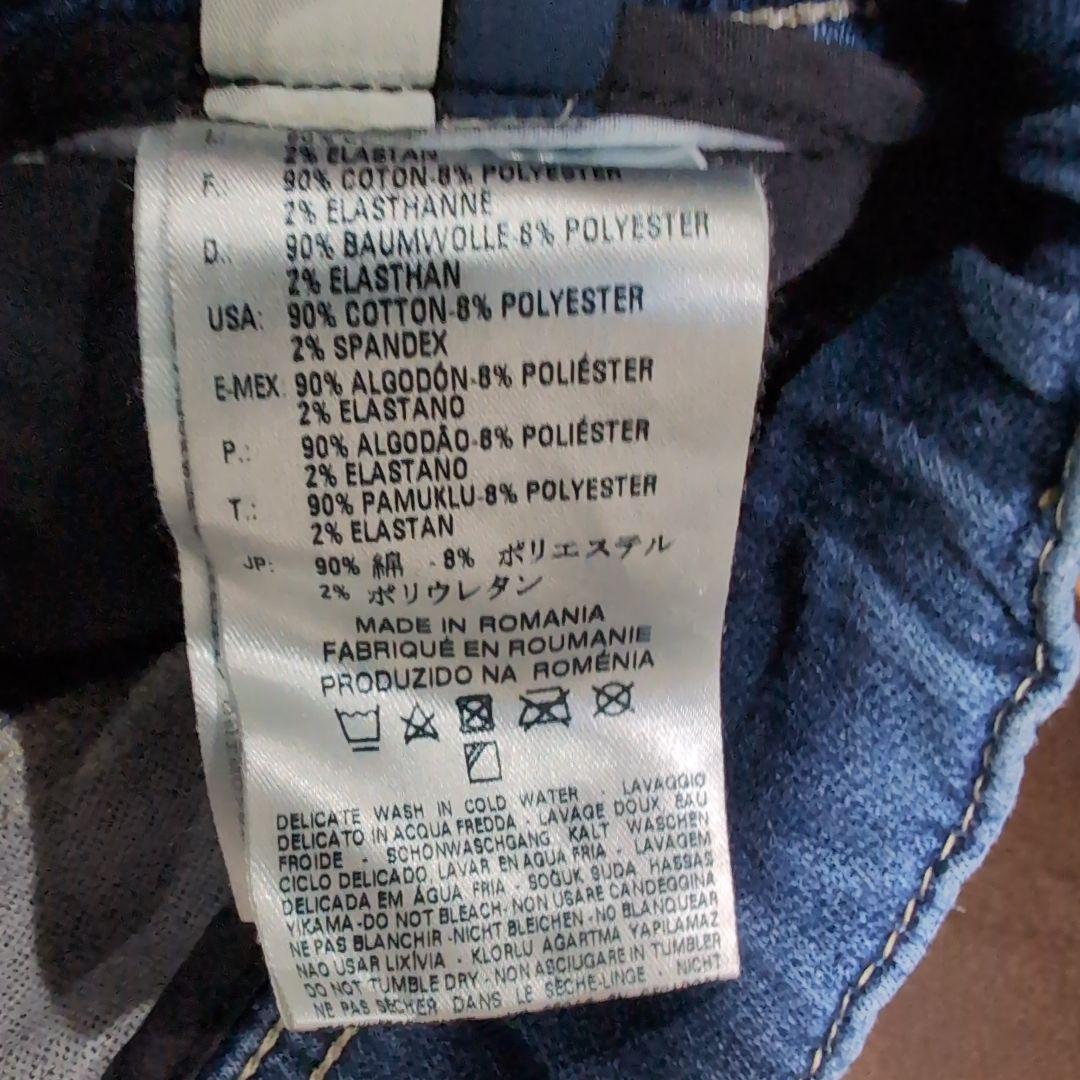 2% ELASTAN
F.: 90% COTON-8% POLYESTER
2% ELASTHANNE
D.: 90% BAUMWOLLE-8% POLYESTER
2% ELASTHAN
USA: 90% COTTON-8% POLYESTER
2% SPANDEX
E-MEX: 90% ALGODÓN-8% POLIÉSTER
2% ELASTANO
P.: 90% ALGODÃO-8% POLIÉSTER
2% ELASTANO
T.: 90% PAMUKLU-8% POLYESTER
2% ELASTAN
JP: 90% 綿 -8% ポリエステル
2% ポリウレタン
MADE IN ROMANIA
FABRIQUÉ EN ROUMANIE
PRODUZIDO NA ROMÉNIA
DELICATE WASH IN COLD WATER - LAVAGGIO
DELICATO IN ACQUA FREDDA - LAVAGE DOUX EAU
FROIDE - SCHONWASCHGANG KALT WASCHEN
CICLO DELICADO, LAVAR EN AGUA FRIA - LAVAGEM
DELICADA EM ÁGUA FRIA - SOĞUK SUDA HASSAS
YIKAMA -DO NOT BLEACH- NON USARE CANDEGGINA
NE PAS BLANCHIR -NICHT BLEICHEN -NO BLANQUEAR
NAO USAR LIXÍVIA - KLORLU AGARTMA YAPILAMAZ
DO NOT TUMBLE DRY - NON ASCIUGARE IN TUMBLER
NE PAS SECHER DANS LE SECHE-LINGE - NICHT